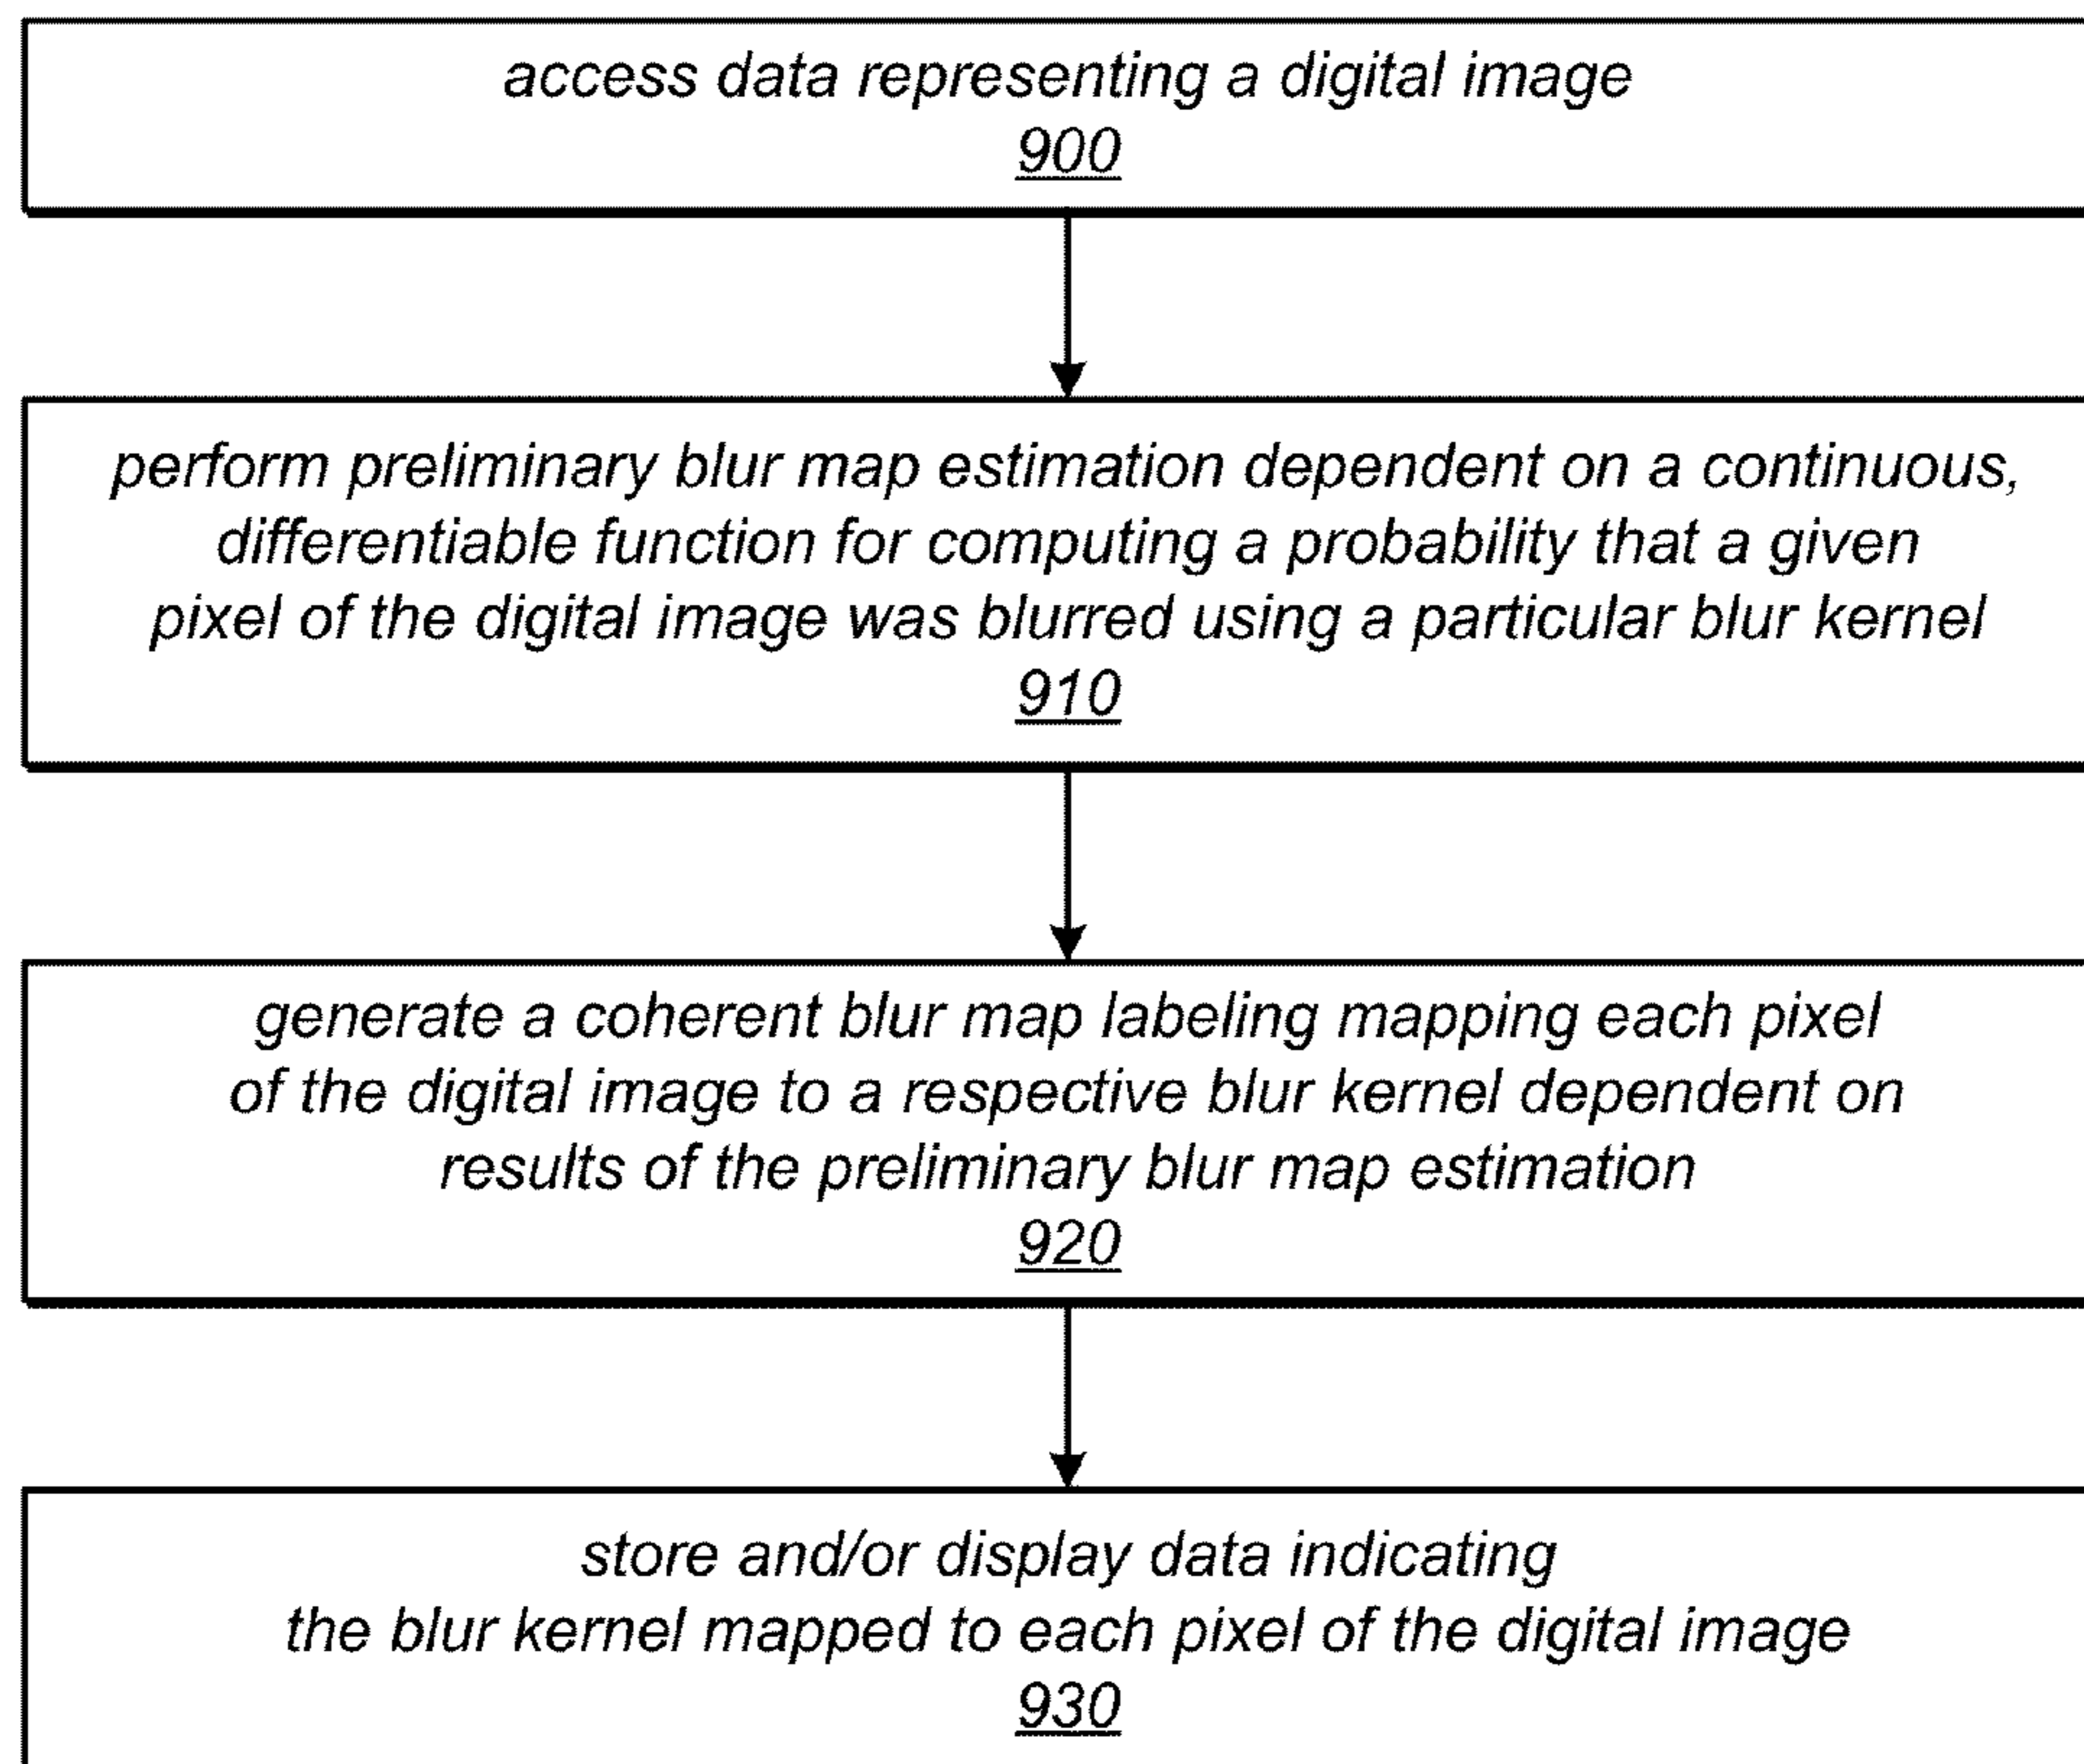 access data representing a digital image
900
perform preliminary blur map estimation dependent on a continuous,
differentiable function for computing a probability that a given
pixel of the digital image was blurred using a particular blur kernel
910
generate a coherent blur map labeling mapping each pixel
of the digital image to a respective blur kernel dependent on
results of the preliminary blur map estimation
920
store and/or display data indicating
the blur kernel mapped to each pixel of the digital image
930